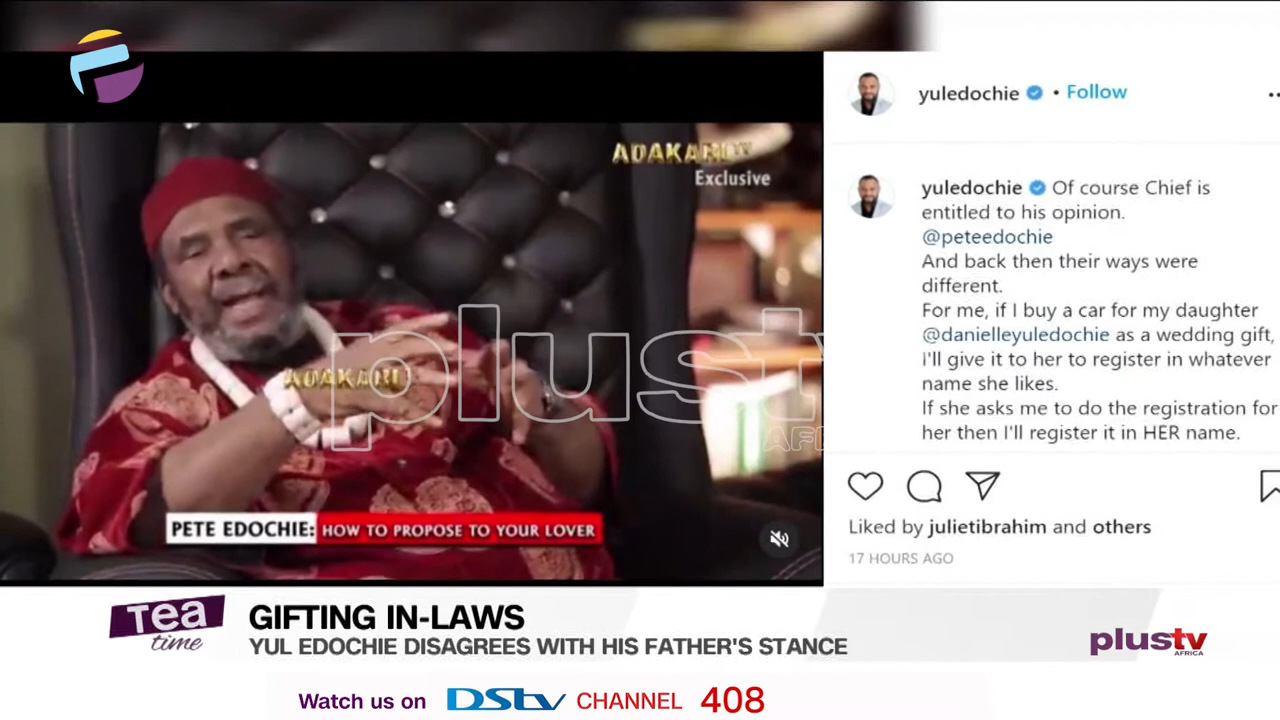 ADAKARI TV
Exclusive
ADAKARI
plustv
AFRICA
PETE EDOCHIE: HOW TO PROPOSE TO YOUR LOVER
yuledochie • Follow
yuledochie Of course Chief is
entitled to his opinion.
@peteedochie
And back then their ways were
different.
For me, if I buy a car for my daughter
@danielleyuledochie as a wedding gift,
i'll give it to her to register in whatever
name she likes.
If she asks me to do the registration for
her then I'll register it in HER name.
Liked by julietibrahim and others
17 HOURS AGO
Tea
time
GIFTING IN-LAWS
YUL EDOCHIE DISAGREES WITH HIS FATHER'S STANCE
plustv
AFRICA
Watch us on DStv CHANNEL 408